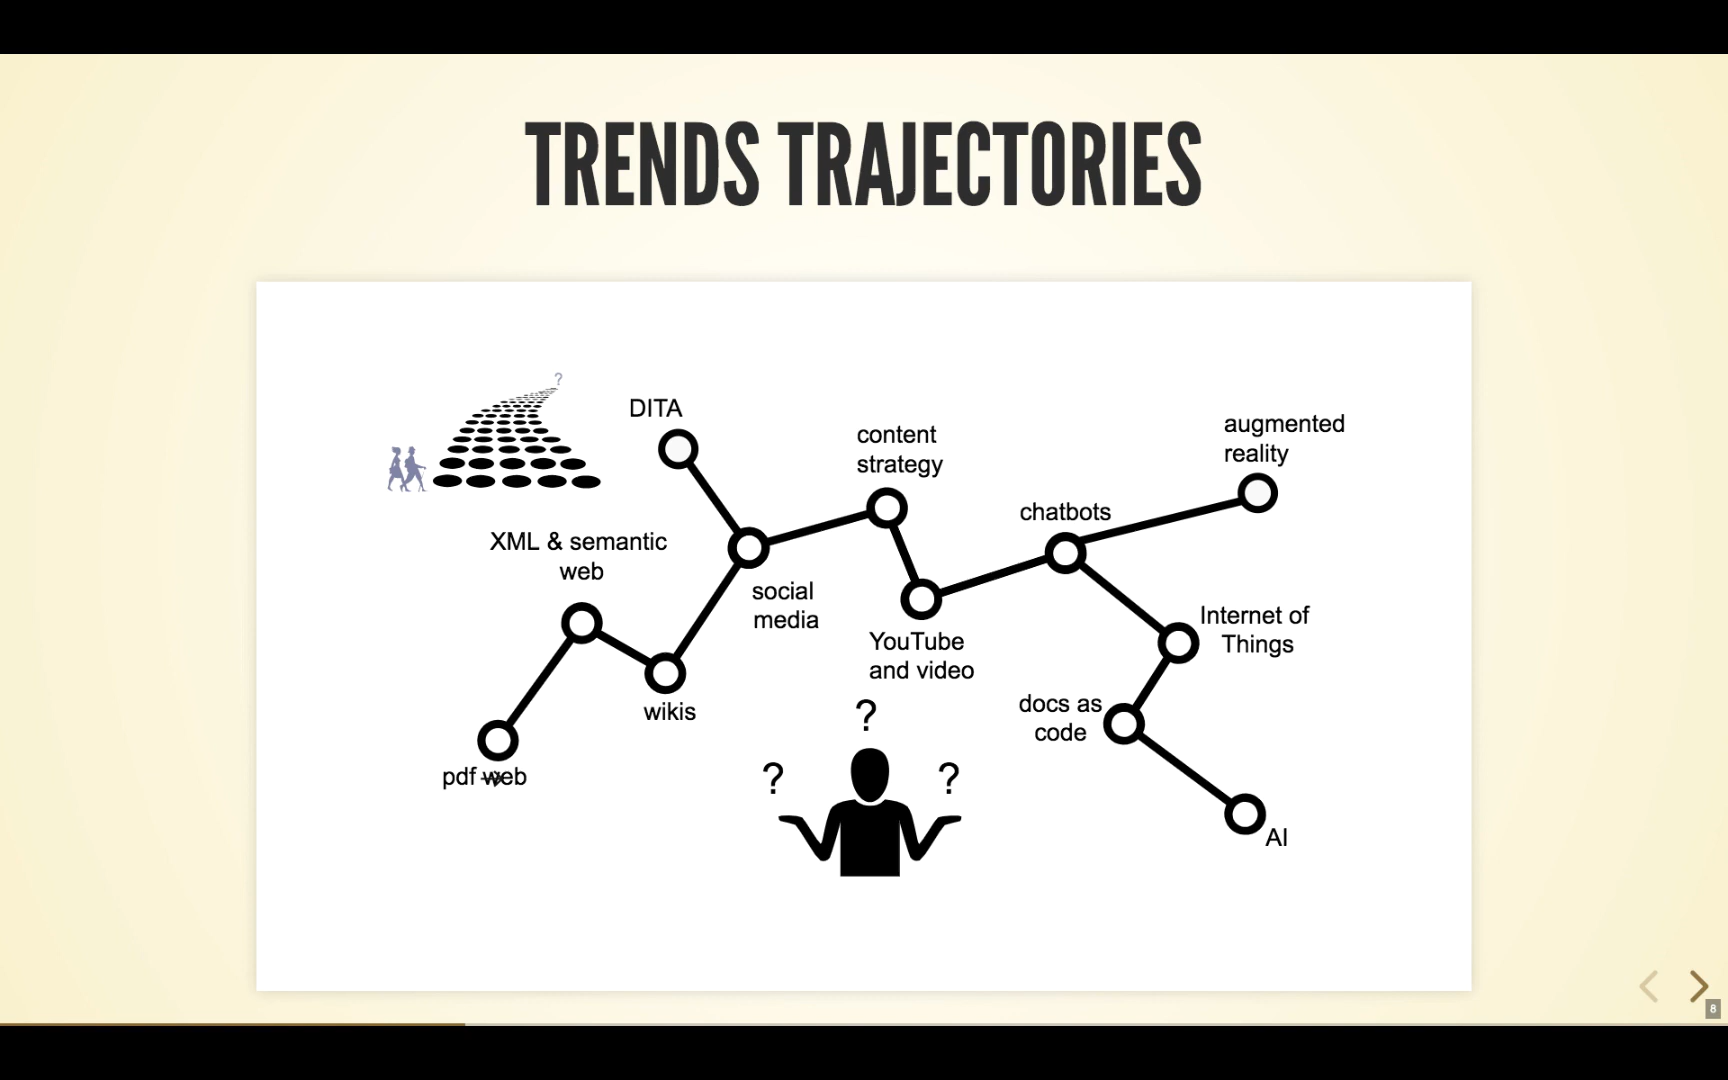 TRENDS TRAJECTORIES
?
DITA
content
strategy
augmented
reality
chatbots
XML & semantic
web
social
media
Internet of
Things
YouTube
and video
wikis
docs as
code
pdf web
?
?
?
AI
8